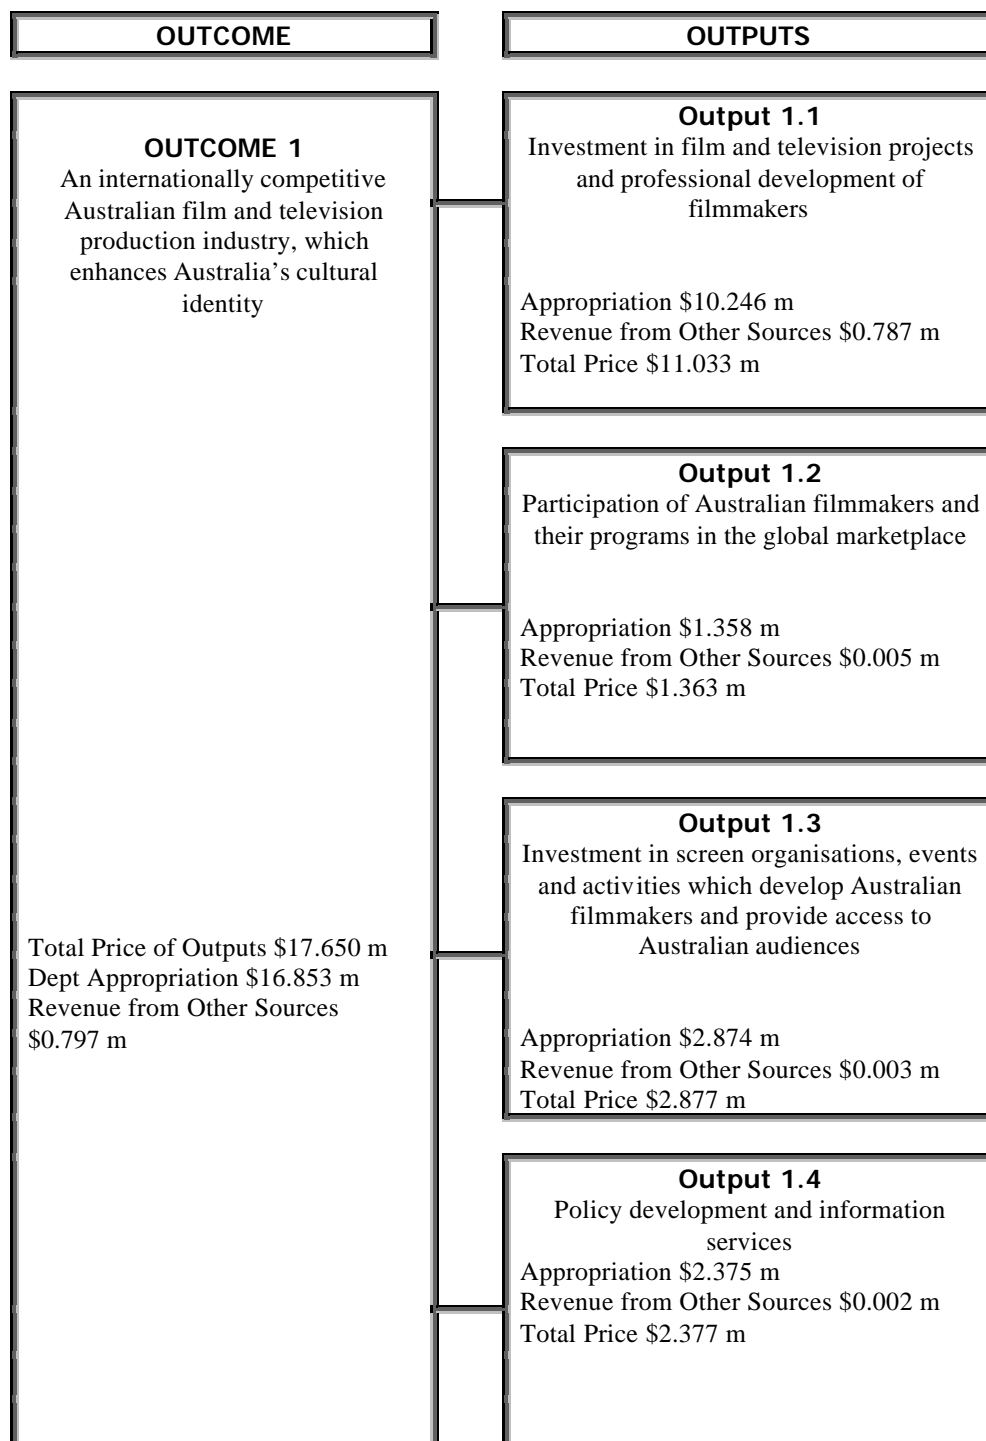 OUTCOME
OUTPUTS
OUTCOME 1
An internationally competitive
Australian film and television
production industry, which
enhances Australia’s cultural
identity
Total Price of Outputs $17.650 m
Dept Appropriation $16.853 m
Revenue from Other Sources
$0.797 m
Output 1.1
Investment in film and television projects
and professional development of
filmmakers
Appropriation $10.246 m
Revenue from Other Sources $0.787 m
Total Price $11.033 m
Output 1.2
Participation of Australian filmmakers and
their programs in the global marketplace
Appropriation $1.358 m
Revenue from Other Sources $0.005 m
Total Price $1.363 m
Output 1.3
Investment in screen organisations, events
and activities which develop Australian
filmmakers and provide access to
Australian audiences
Appropriation $2.874 m
Revenue from Other Sources $0.003 m
Total Price $2.877 m
Output 1.4
Policy development and information
services
Appropriation $2.375 m
Revenue from Other Sources $0.002 m
Total Price $2.377 m